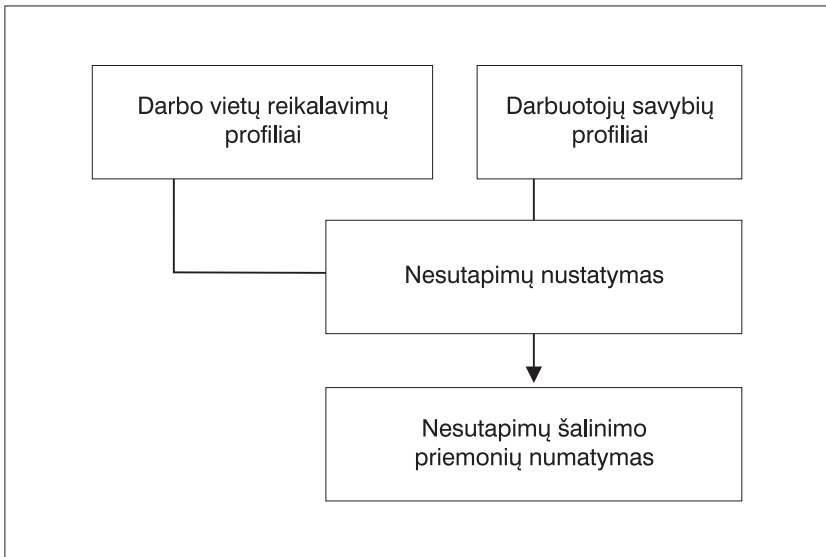 Darbo vietų reikalavimų
profiliai
Darbuotojų savybių
profiliai
Nesutapimų nustatymas
Nesutapimų šalinimo
priemonių numatymas